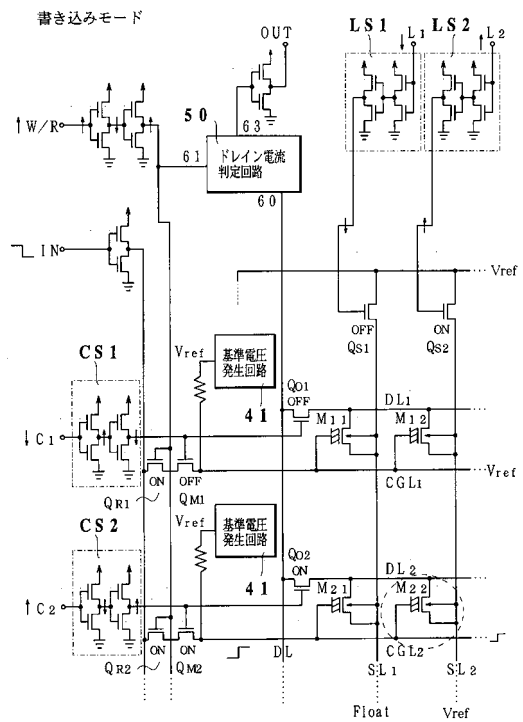 書き込みモード
OUT
LS1
L1
LS2
L2
W/R
50
63
61
ドレイン電流
判定回路
60
IN
Vref
OFF
QS1
ON
QS2
CS1
Vref
基準電圧
発生回路
41
QO1
OFF
DL1
M11
M12
C1
ON
OFF
QR1
QM1
CGL1
Vref
CS2
Vref
基準電圧
発生回路
41
QO2
ON
DL2
M21
M22
C2
ON
ON
QR2
QM2
DL
CGL2
SL1
SL2
Float
Vref